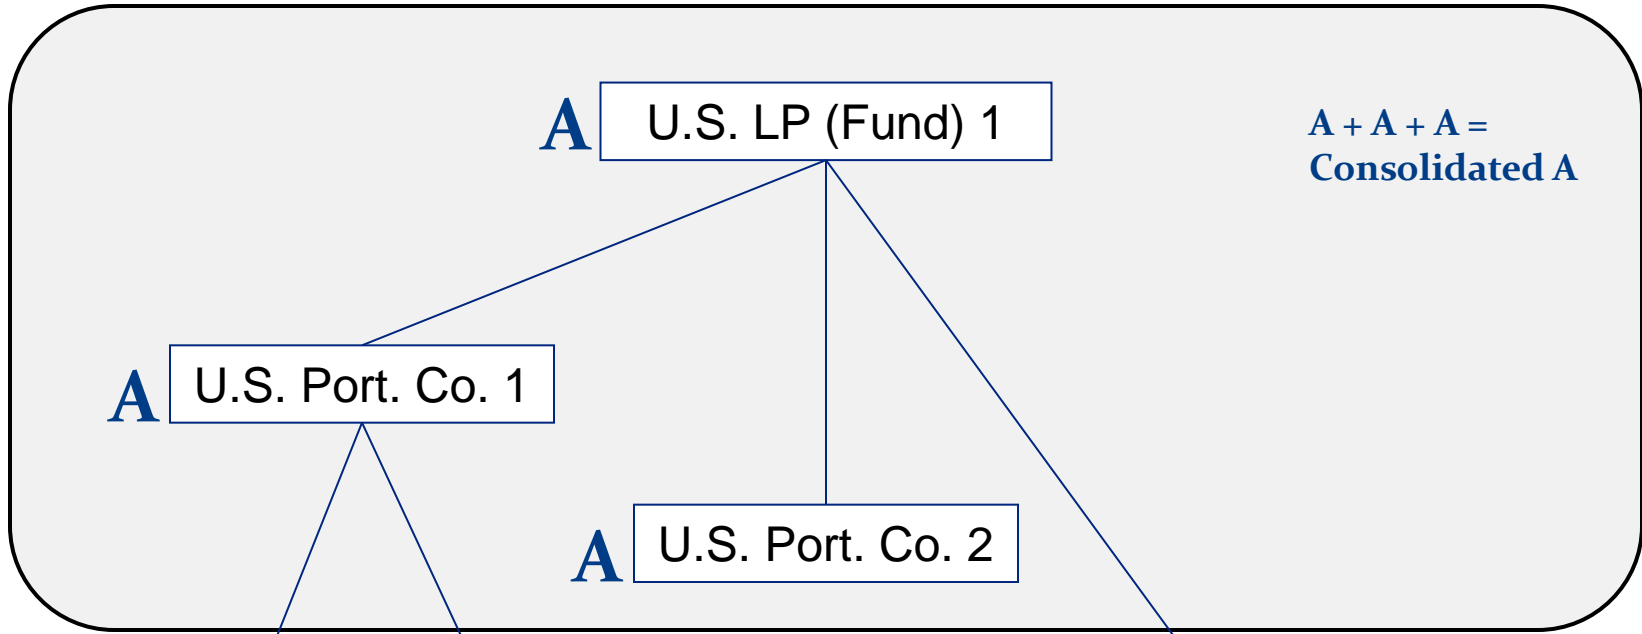 A U.S. LP (Fund) 1
A + A + A =
Consolidated A
A U.S. Port. Co. 1
A U.S. Port. Co. 2